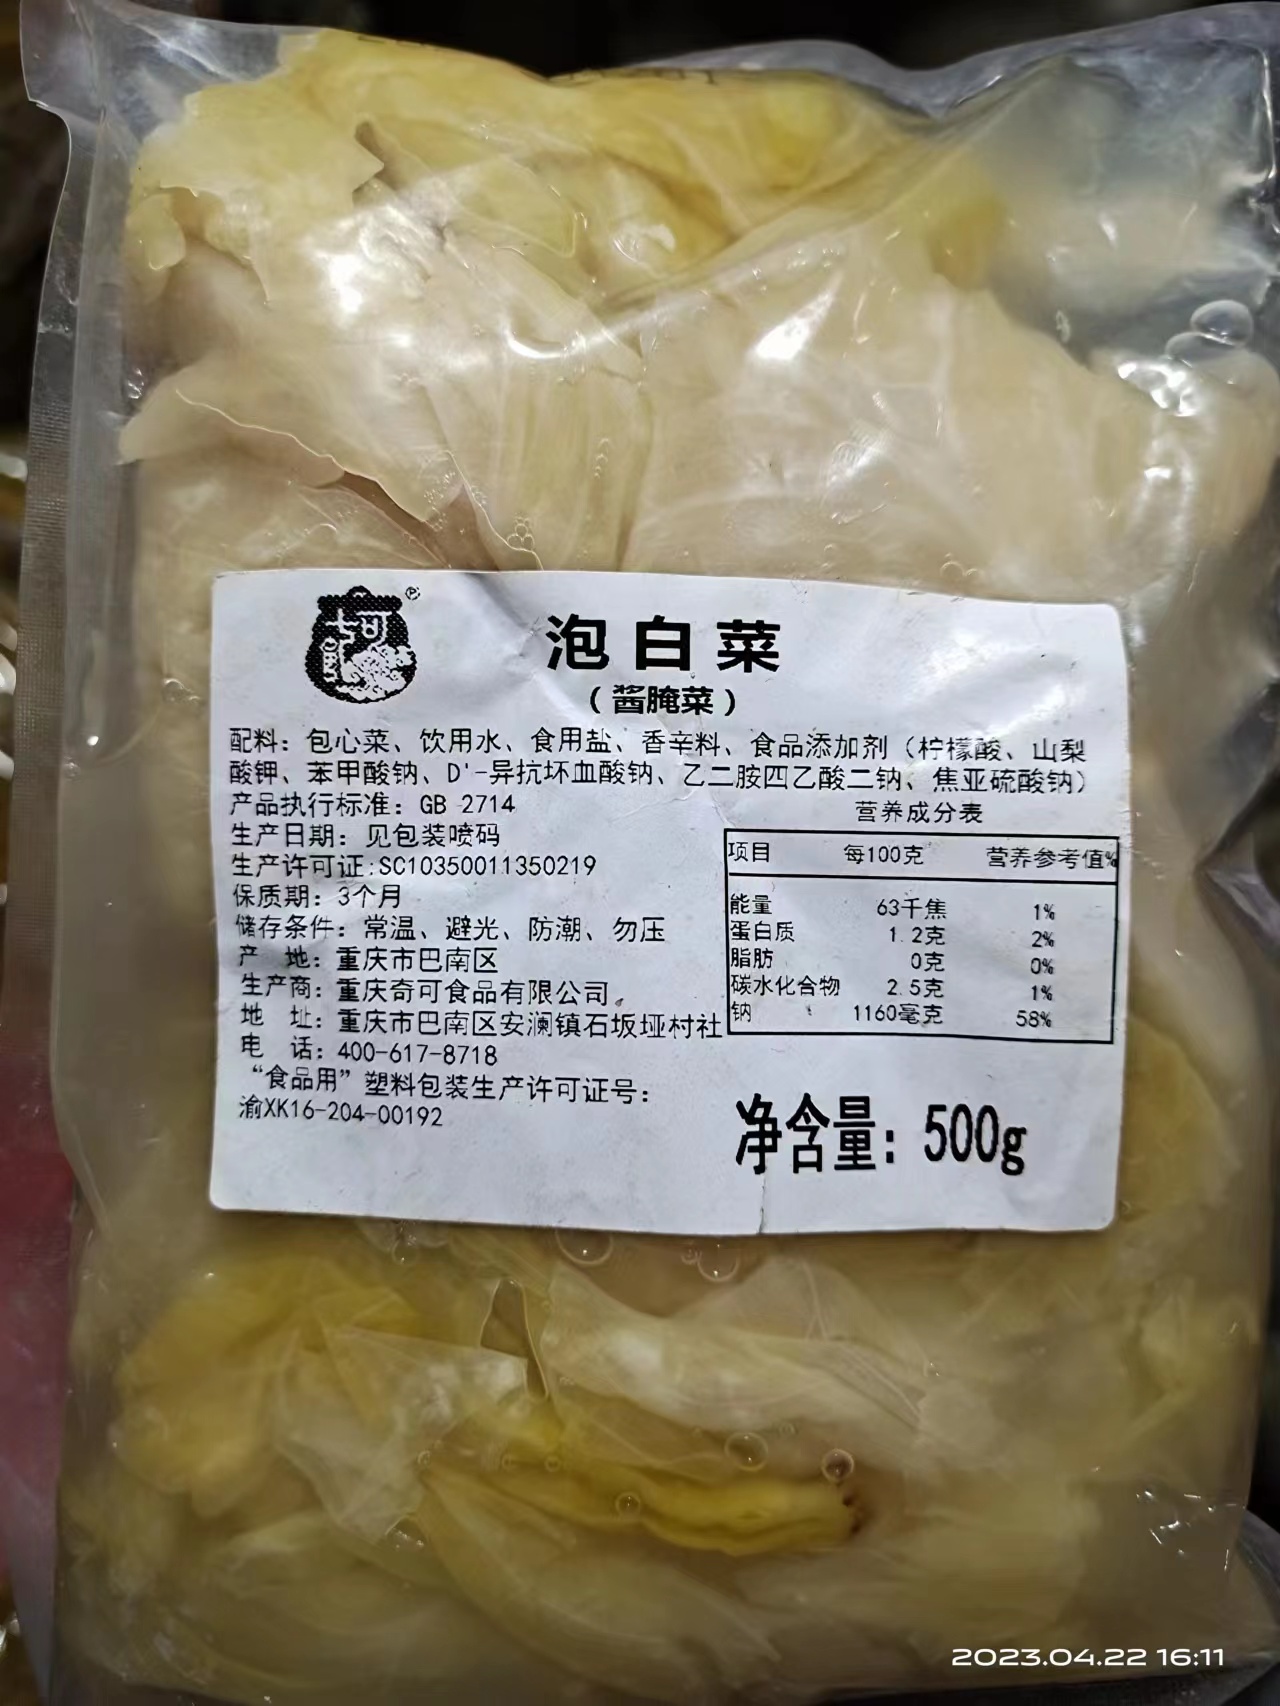 奇可
®
泡白菜
（酱腌菜）
配料：包心菜、饮用水、食用盐、香辛料、食品添加剂（柠檬酸、山梨
酸钾、苯甲酸钠、D'-异抗坏血酸钠、乙二胺四乙酸二钠、焦亚硫酸钠）
产品执行标准：GB 2714
生产日期：见包装喷码
生产许可证:SC10350011350219
保质期：3个月
储存条件：常温、避光、防潮、勿压
产 地：重庆市巴南区
生产商：重庆奇可食品有限公司。
地 址：重庆市巴南区安澜镇石坂垭村社
电 话：400-617-8718
“食品用”塑料包装生产许可证号：
渝XK16-204-00192
营养成分表
项目 每100克 营养参考值%
能量 63千焦 1%
蛋白质 1.2克 2%
脂肪 0克 0%
碳水化合物 2.5克 1%
钠 1160毫克 58%
净含量：500g
2023.04.22 16:11